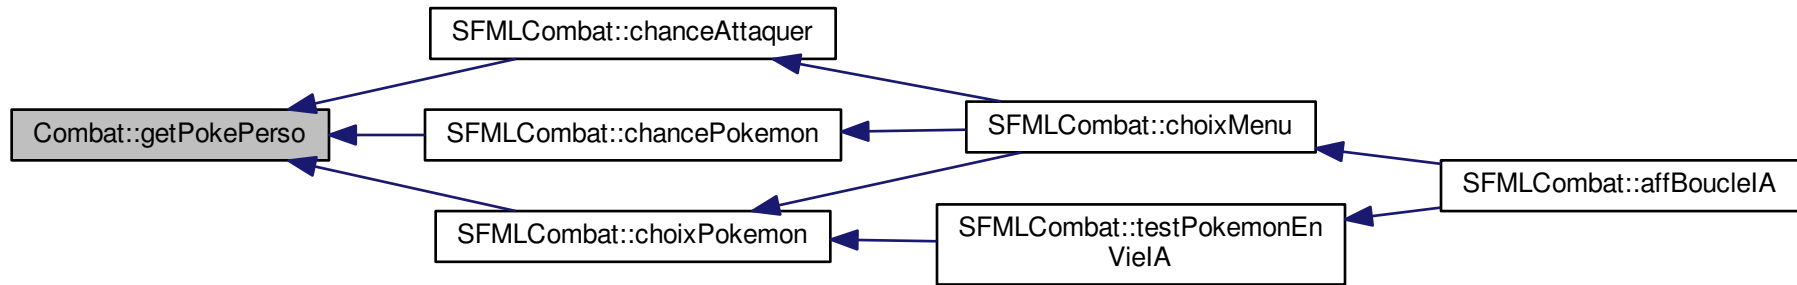 Combat::getPokePerso
SFMLCombat::chanceAttaquer
SFMLCombat::chancePokemon
SFMLCombat::choixPokemon
SFMLCombat::choixMenu
SFMLCombat::testPokemonEn
VieIA
SFMLCombat::affBoucleIA